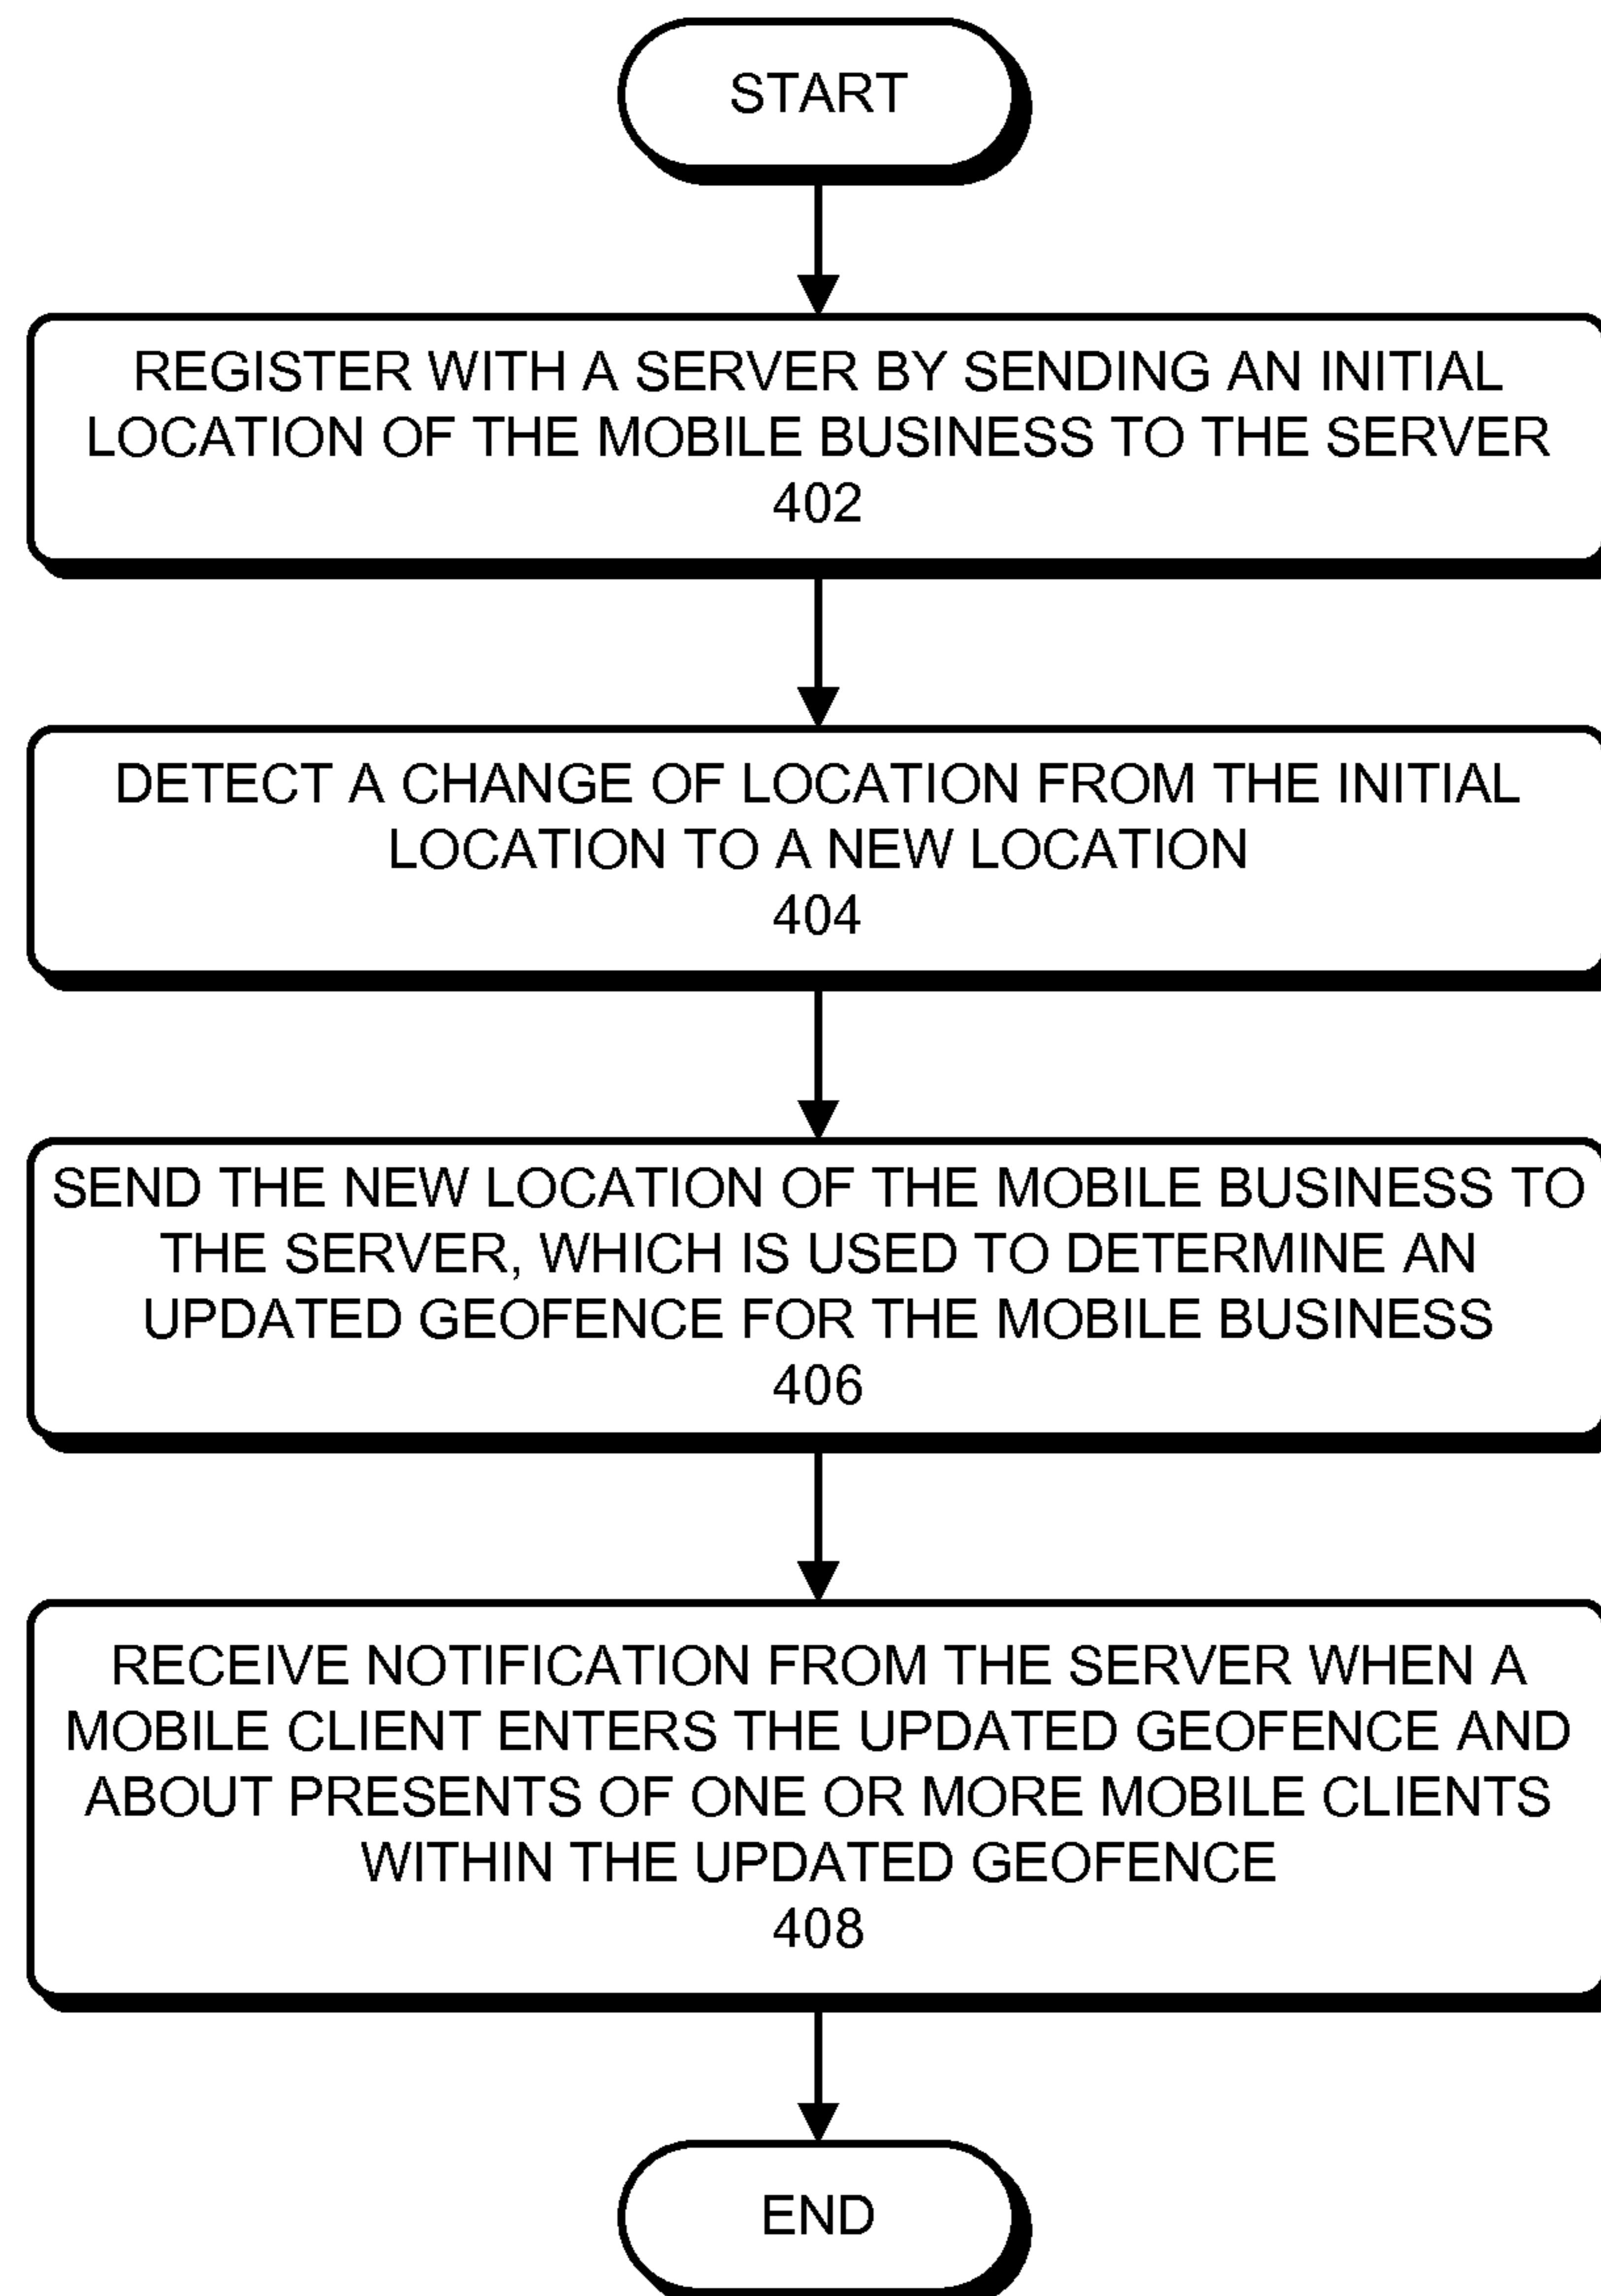 START
REGISTER WITH A SERVER BY SENDING AN INITIAL
LOCATION OF THE MOBILE BUSINESS TO THE SERVER
402
DETECT A CHANGE OF LOCATION FROM THE INITIAL
LOCATION TO A NEW LOCATION
404
SEND THE NEW LOCATION OF THE MOBILE BUSINESS TO
THE SERVER, WHICH IS USED TO DETERMINE AN
UPDATED GEOFENCE FOR THE MOBILE BUSINESS
406
RECEIVE NOTIFICATION FROM THE SERVER WHEN A
MOBILE CLIENT ENTERS THE UPDATED GEOFENCE AND
ABOUT PRESENTS OF ONE OR MORE MOBILE CLIENTS
WITHIN THE UPDATED GEOFENCE
408
END